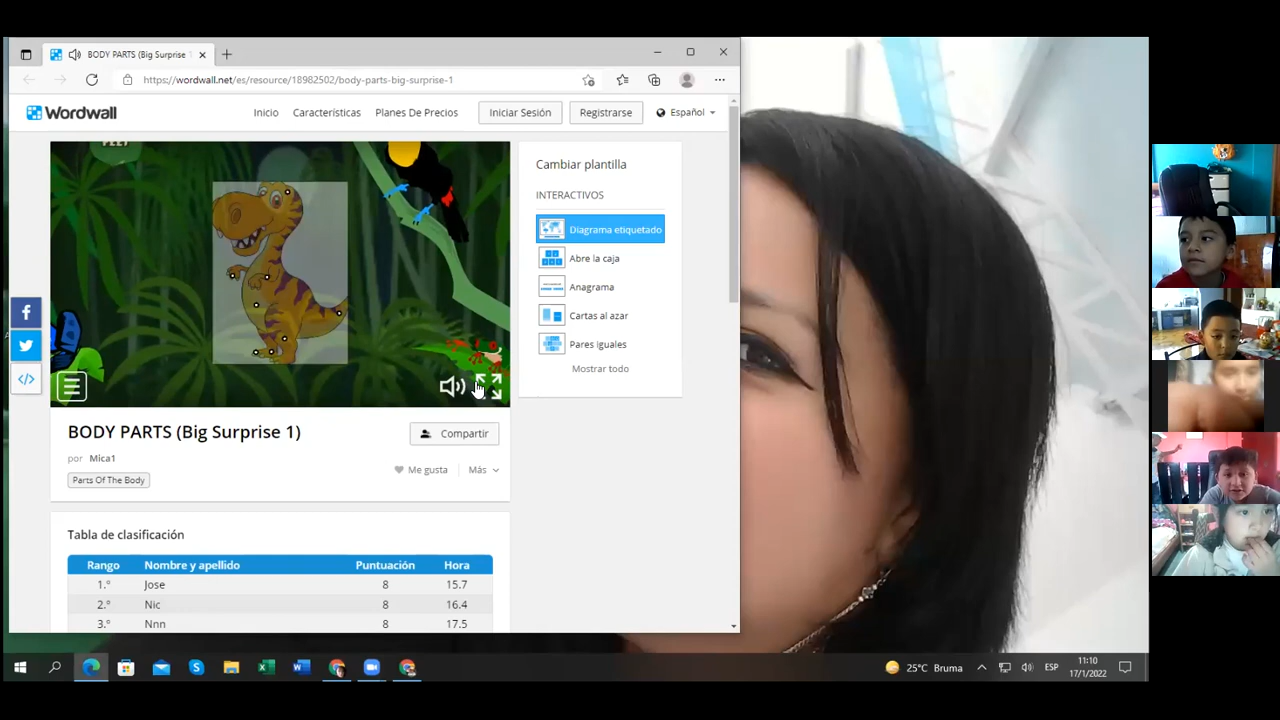 BODY PARTS (Big Surprise 1
https://wordwall.net/es/resource/18982502/body-parts-big-surprise-1
Wordwall
Inicio
Características
Planes De Precios
Iniciar Sesión
Registrarse
Español
FEET
Cambiar plantilla
INTERACTIVOS
Diagrama etiquetado
Abre la caja
Anagrama
Cartas al azar
Pares iguales
Mostrar todo
BODY PARTS (Big Surprise 1)
Compartir
por Mica1
Me gusta
Más
Parts Of The Body
Tabla de clasificación
Rango Nombre y apellido Puntuación Hora
1.º Jose 8 15.7
2.º Nic 8 16.4
3.º Nnn 8 17.5
25°C Bruma
ESP
11:10
17/1/2022